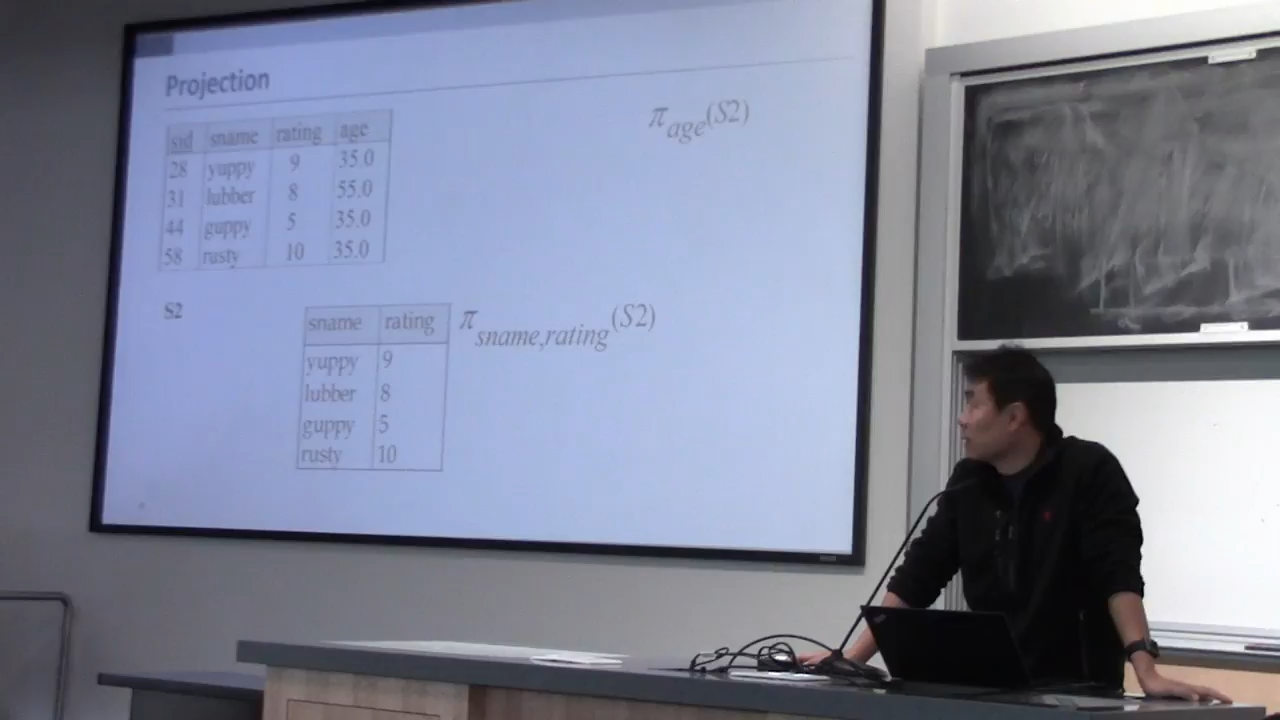 Projection
sid sname rating age
28 yuppy 9 35.0
31 lubber 8 55.0
44 guppy 5 35.0
58 rusty 10 35.0
π age(S2)
S2
sname rating
yuppy 9
lubber 8
guppy 5
rusty 10
π sname,rating(S2)